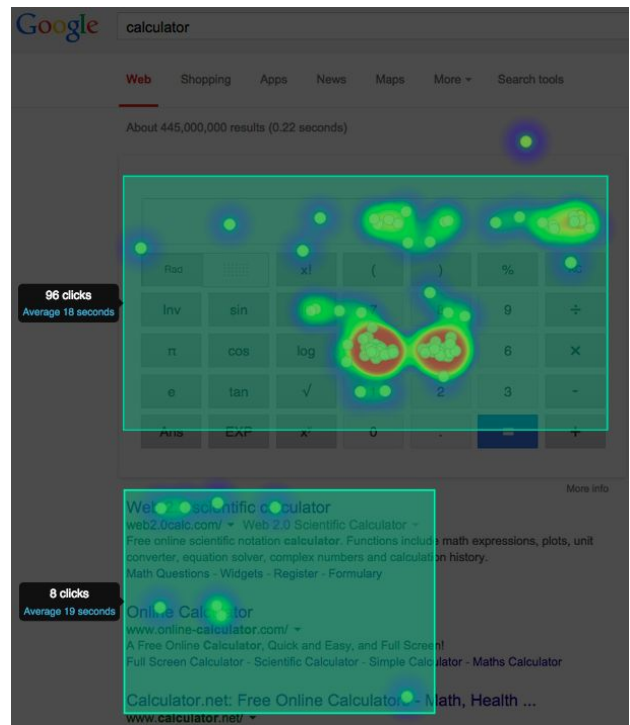 Google calculator
Web Shopping Apps News Maps More Search tools
About 445,000,000 results (0.22 seconds)
Rad x! ( ) %
96 clicks
Average 18 seconds
Inv sin 7 9 ÷
π cos log 6 ×
e tan √ 2 3 -
Ans EXP 0 . = +
More info
Web 2.0 scientific calculator
web2.0calc.com/ Web 2.0 Scientific Calculator
Free online scientific notation calculator. Functions include math expressions, plots, unit
converter, equation solver, complex numbers and calculation history.
Math Questions - Widgets - Register - Formulary
8 clicks
Average 19 seconds
Online Calculator
www.online-calculator.com/
A Free Online Calculator, Quick and Easy, and Full Screen!
Full Screen Calculator - Scientific Calculator - Simple Calculator - Maths Calculator
Calculator.net: Free Online Calculators - Math, Health ...
www.calculator.net/